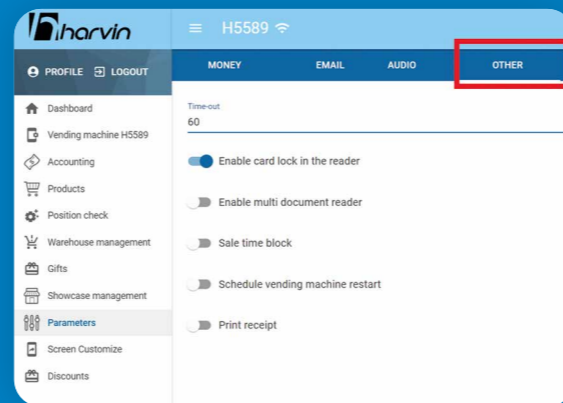 harvin
H5589
PROFILE LOGOUT
MONEY EMAIL AUDIO OTHER
Dashboard
Vending machine H5589
Accounting
Products
Position check
Warehouse management
Gifts
Showcase management
Parameters
Screen Customize
Discounts
Time-out
60
Enable card lock in the reader
Enable multi document reader
Sale time block
Schedule vending machine restart
Print receipt